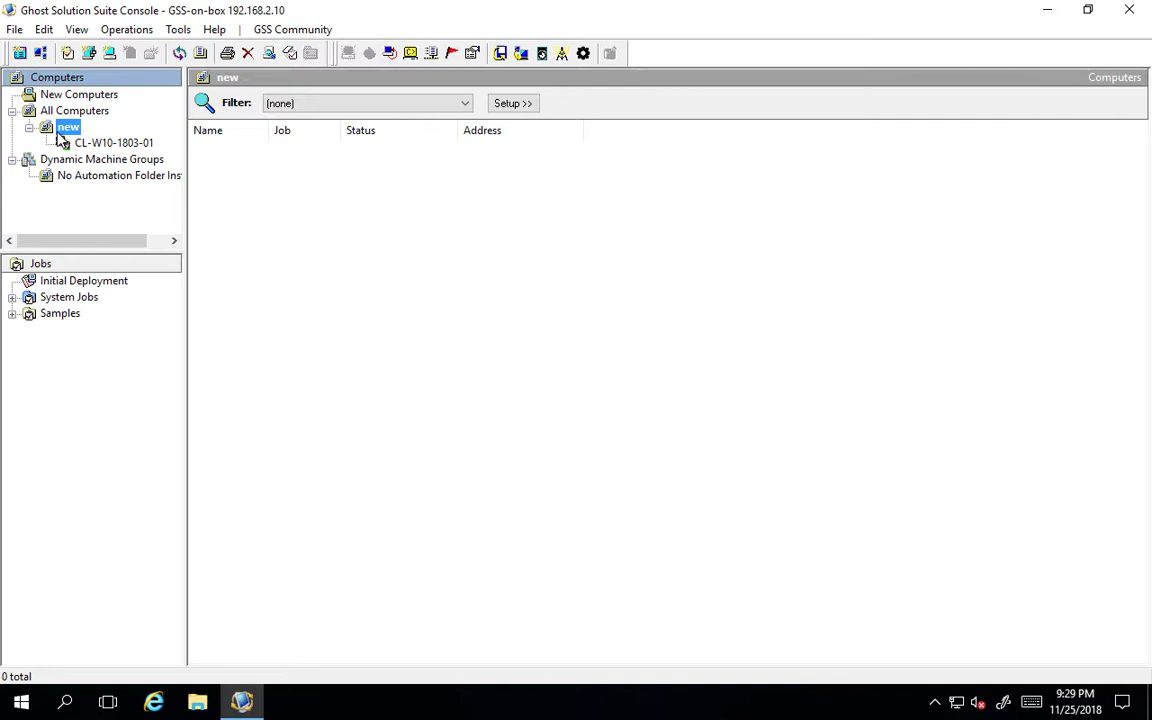 Ghost Solution Suite Console - GSS-on-box 192.168.2.10
File Edit View Operations Tools Help | GSS Community
Computers
New Computers
All Computers
new
CL-W10-1803-01
Dynamic Machine Groups
No Automation Folder Ins
Jobs
Initial Deployment
System Jobs
Samples
new Computers
Filter: (none) Setup >>
Name Job Status Address
0 total
9:29 PM
11/25/2018